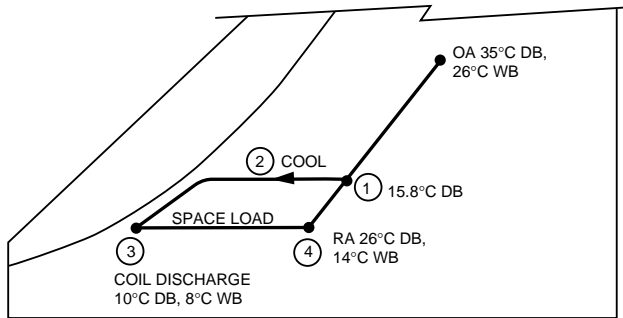 OA 35°C DB,
26°C WB
2 COOL
1 15.8°C DB
SPACE LOAD
3
4
RA 26°C DB,
14°C WB
COIL DISCHARGE
10°C DB, 8°C WB